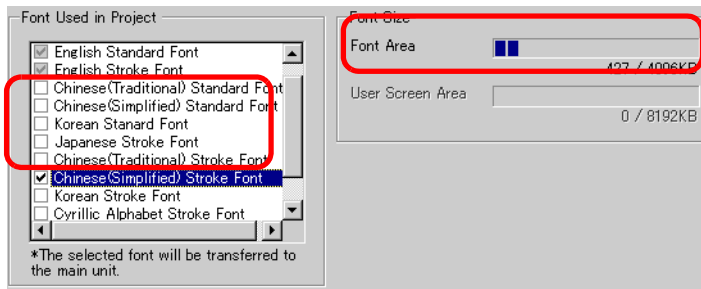 Font Used in Project
English Standard Font
English Stroke Font
Chinese(Traditional) Standard Font
Chinese(Simplified) Standard Font
Korean Stanard Font
Japanese Stroke Font
Chinese(Traditional) Stroke Font
Chinese(Simplified) Stroke Font
Korean Stroke Font
Cyrillic Alphabet Stroke Font
*The selected font will be transferred to
the main unit.
Font Size
Font Area
427 / 4096KB
User Screen Area
0 / 8192KB